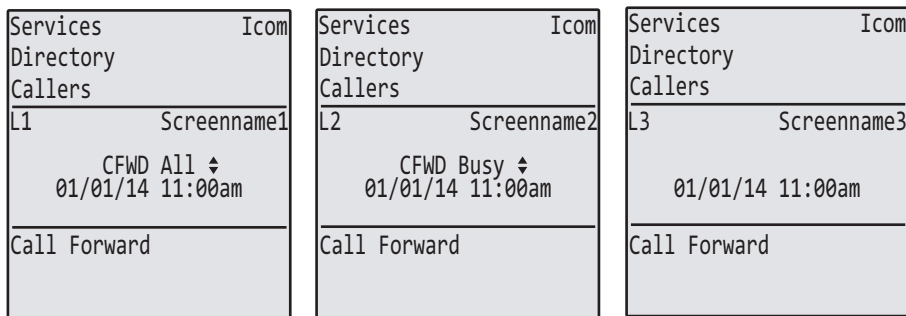 Services Icom
Directory
Callers
L1 Screenname1
CFWD All
01/01/14 11:00am
Call Forward
Services Icom
Directory
Callers
L2 Screenname2
CFWD Busy
01/01/14 11:00am
Call Forward
Services Icom
Directory
Callers
L3 Screenname3
01/01/14 11:00am
Call Forward